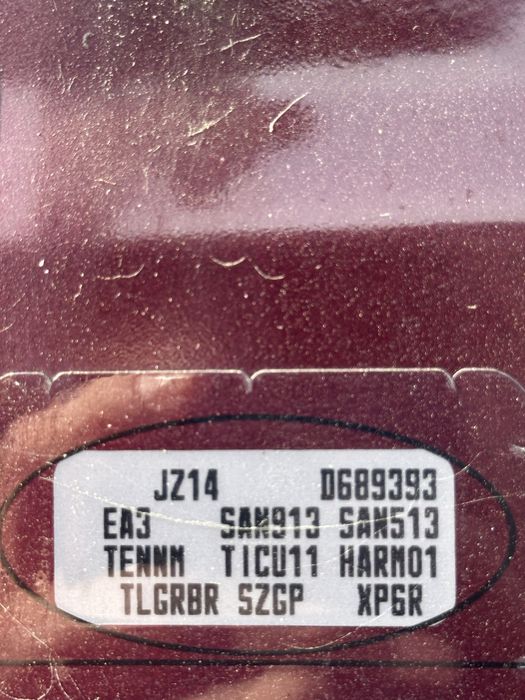 JZ14 D689393
EA3 SAN913 SAN513
TENNM TICU11 HARM01
TLGRBR SZGP XP6R